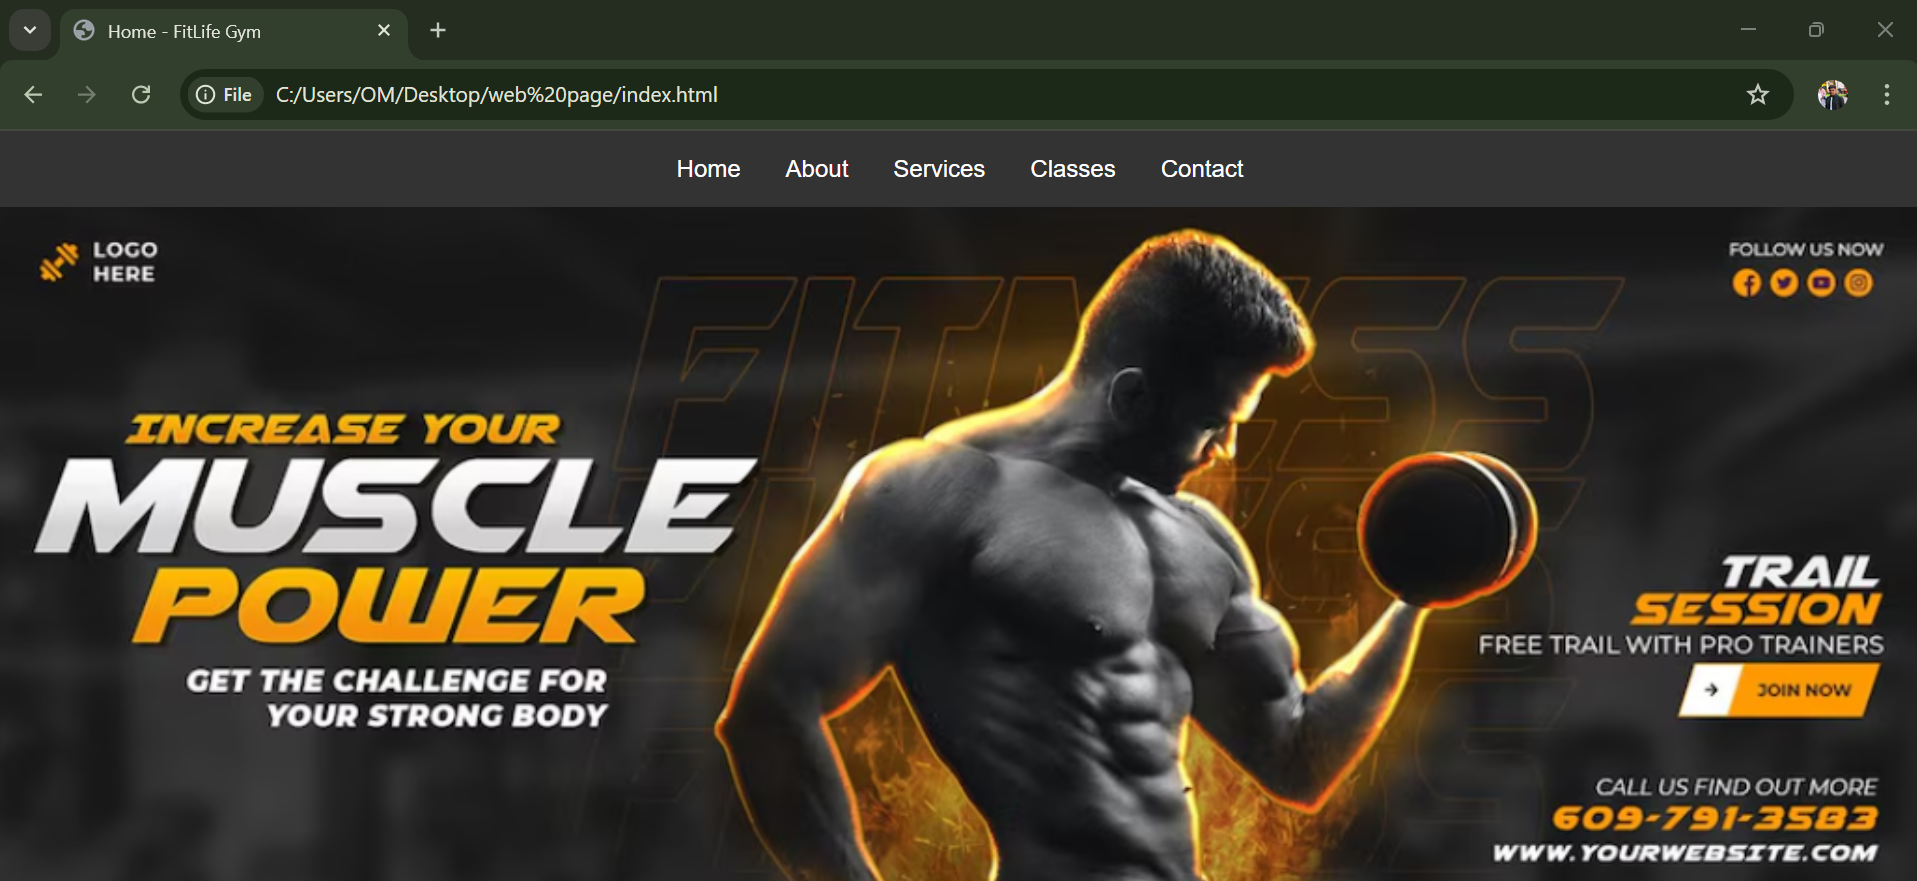 Home - FitLife Gym
File
C:/Users/OM/Desktop/web%20page/index.html
Home About Services Classes Contact
LOGO
HERE
FOLLOW US NOW
FITNESS
INCREASE YOUR
MUSCLE
POWER
GET THE CHALLENGE FOR
YOUR STRONG BODY
TRAIL
SESSION
FREE TRAIL WITH PRO TRAINERS
JOIN NOW
CALL US FIND OUT MORE
609-791-3583
WWW.YOURWEBSITE.COM